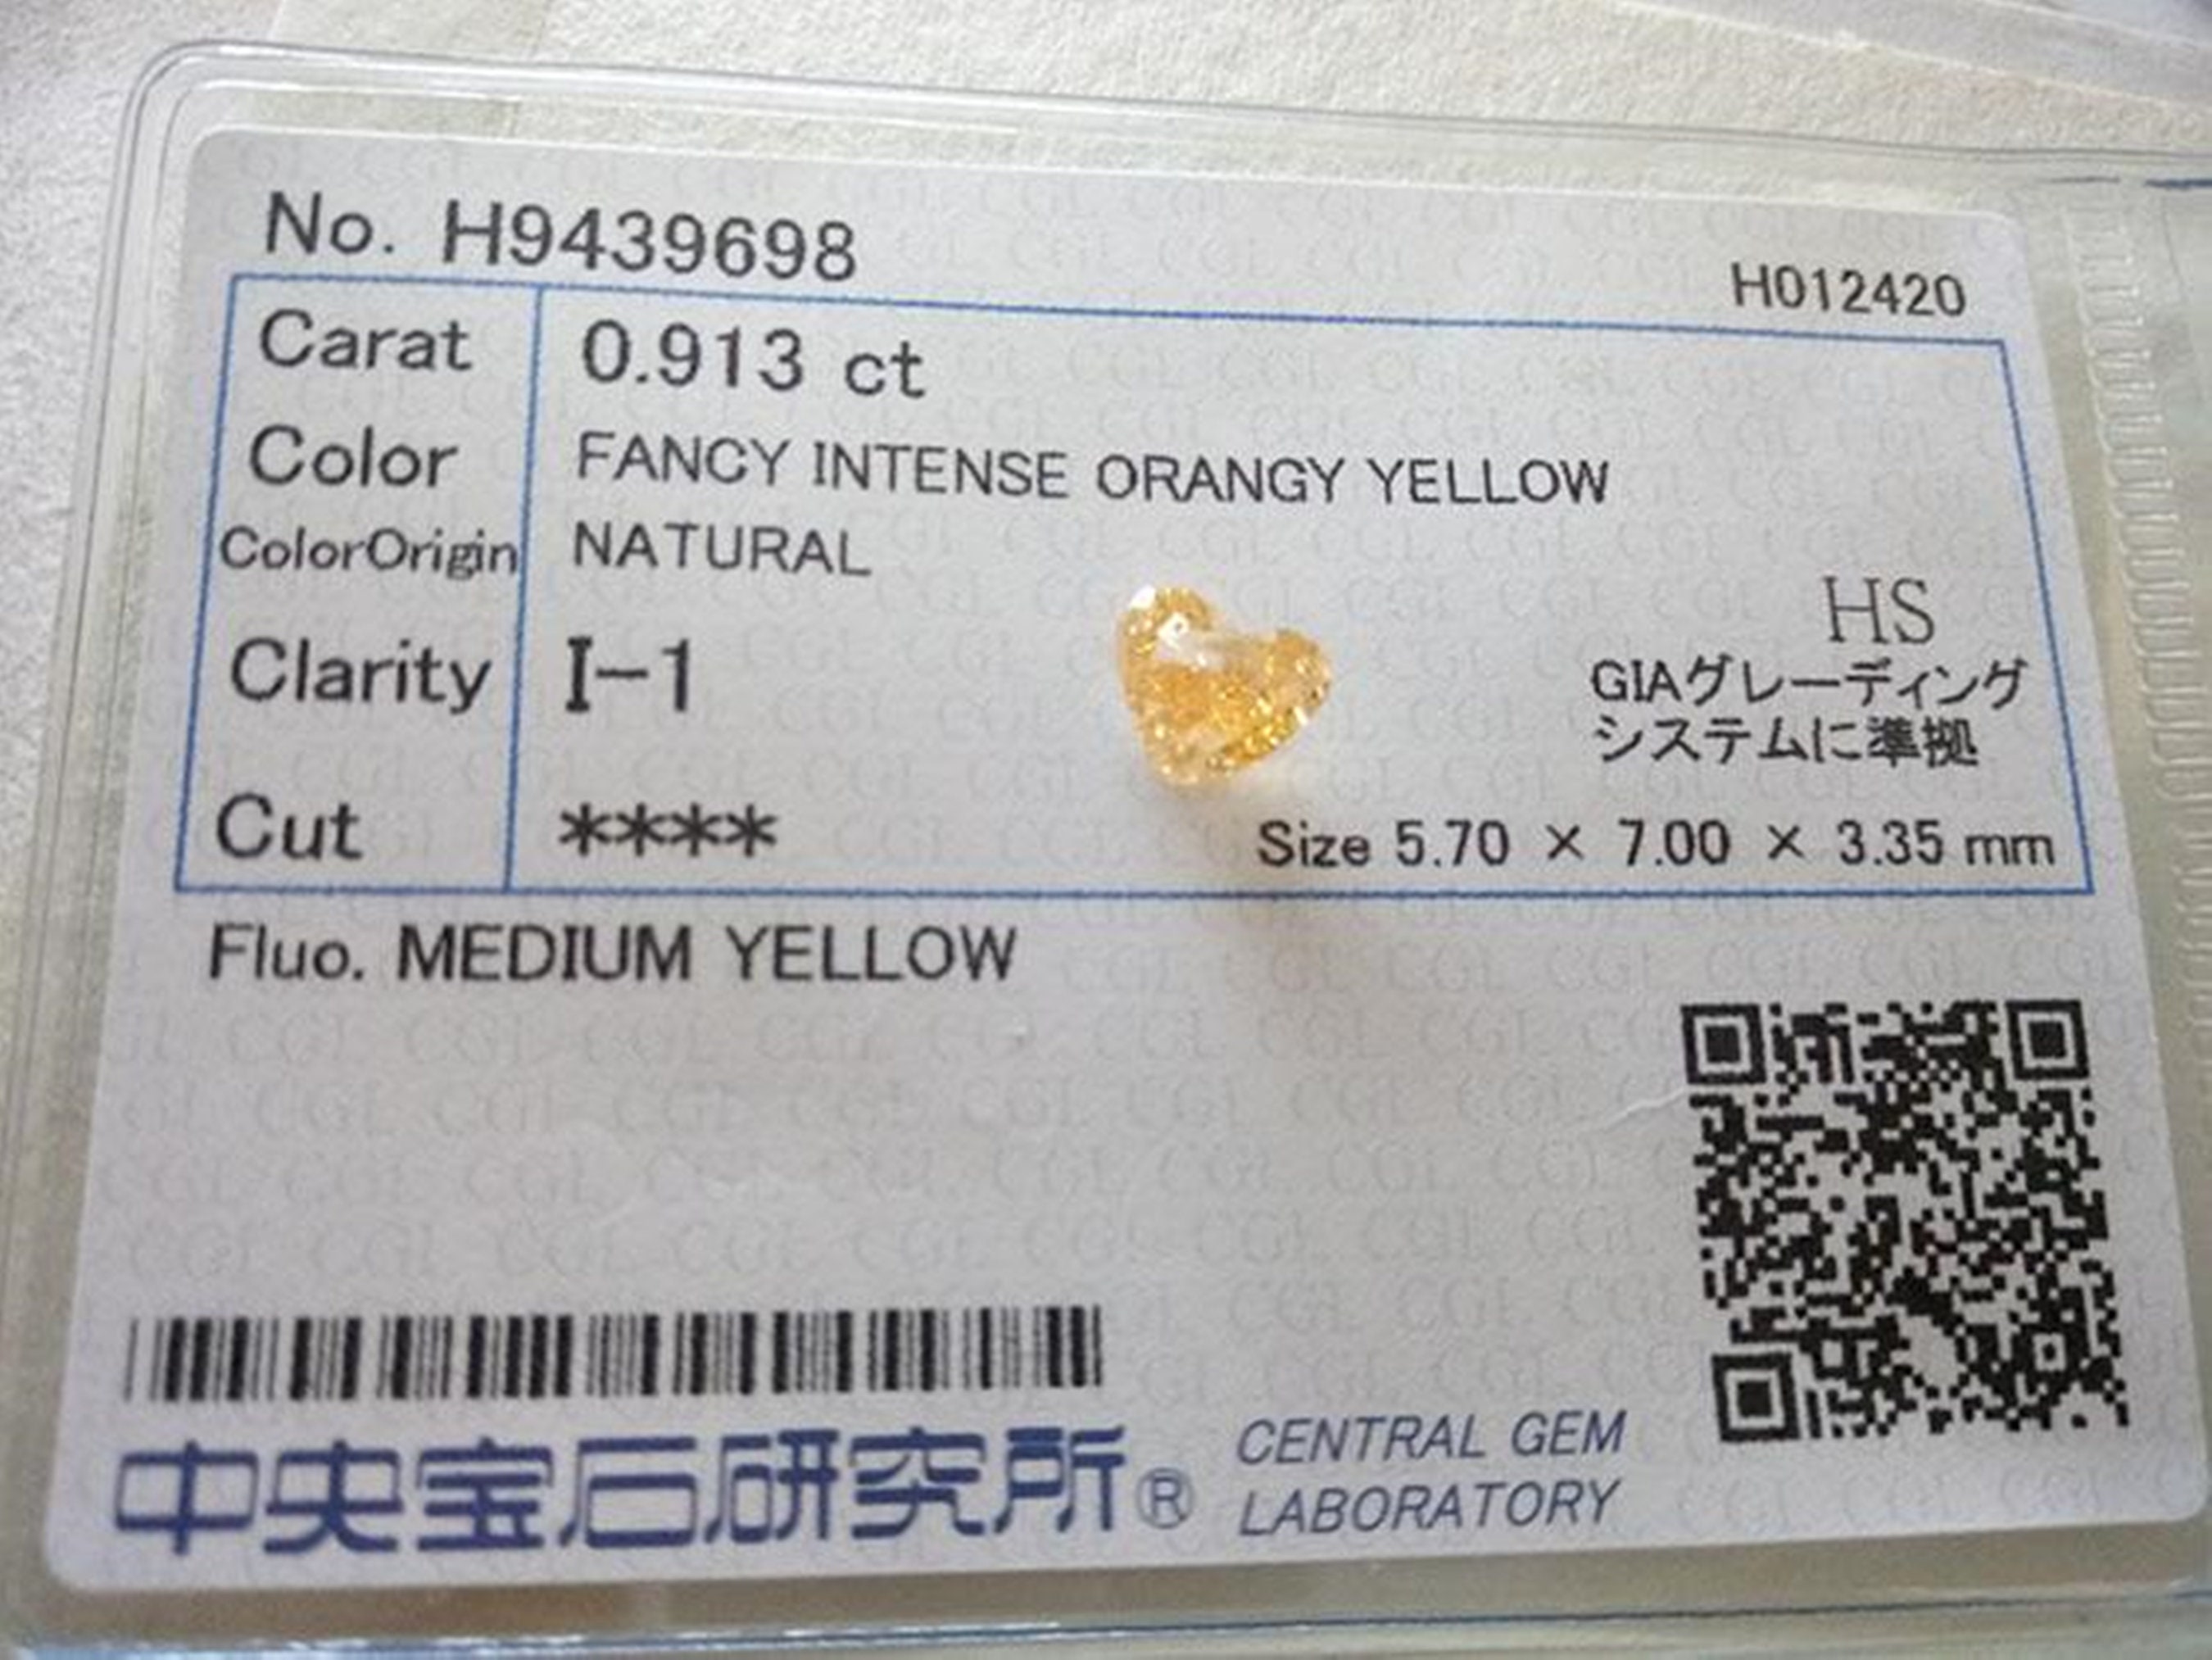 No. H9439698
H012420
Carat 0.913 ct
Color FANCY INTENSE ORANGY YELLOW
ColorOrigin NATURAL
HS
Clarity I-1
GIAグレーディング
システムに準拠
Cut ****
Size 5.70 × 7.00 × 3.35 mm
Fluo. MEDIUM YELLOW
中央宝石研究所®
CENTRAL GEM
LABORATORY